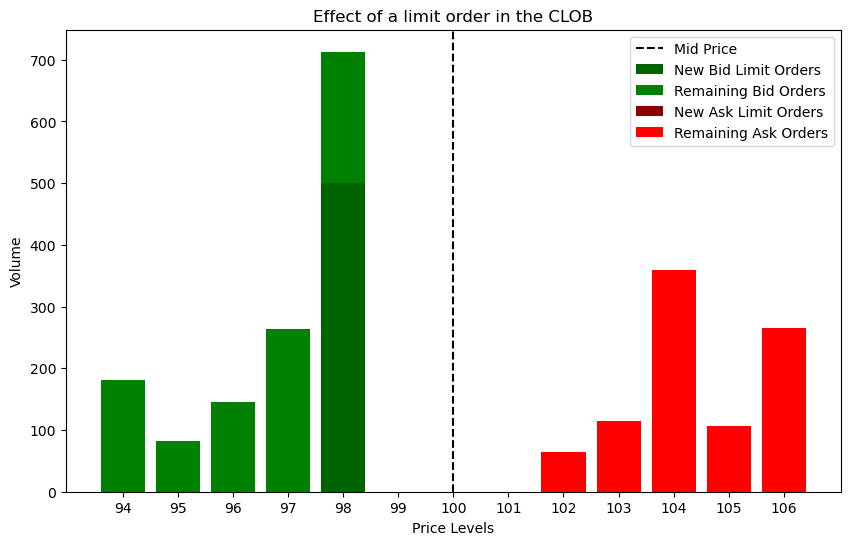 Effect of a limit order in the CLOB
Mid Price
New Bid Limit Orders
Remaining Bid Orders
New Ask Limit Orders
Remaining Ask Orders
Volume
700
600
500
400
300
200
100
0
94 95 96 97 98 99 100 101 102 103 104 105 106
Price Levels